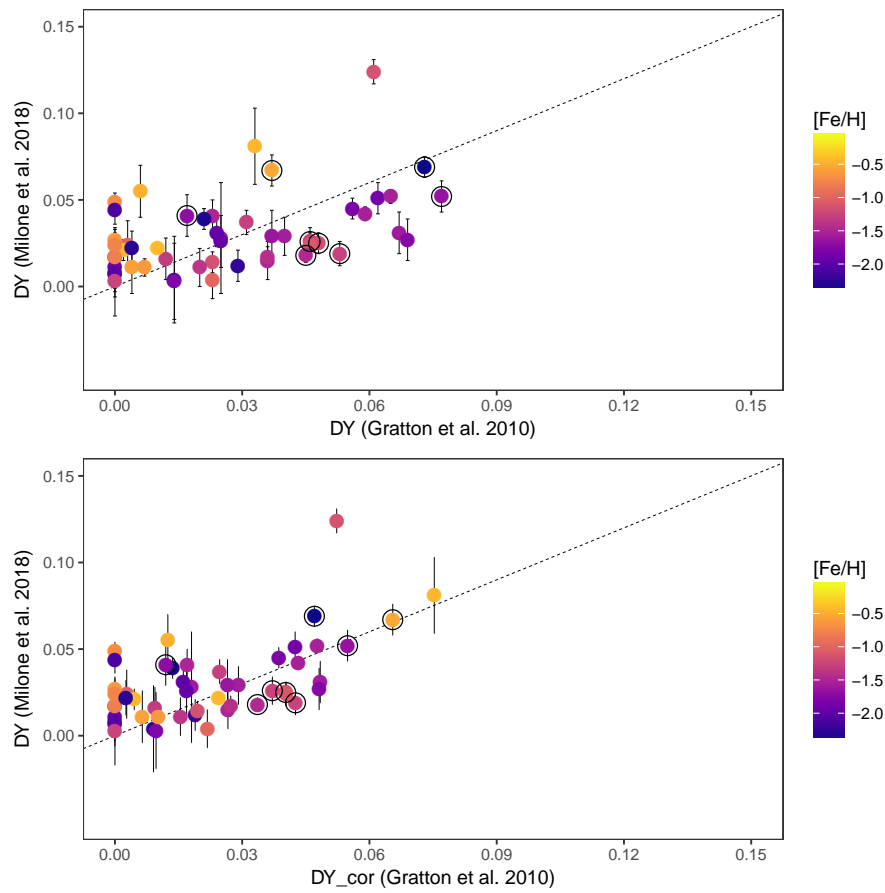 0.15
0.10
0.05
0.00
DY (Milone et al. 2018)
0.00 0.03 0.06 0.09 0.12 0.15
DY (Gratton et al. 2010)
[Fe/H]
−0.5
−1.0
−1.5
−2.0
0.15
0.10
0.05
0.00
DY (Milone et al. 2018)
0.00 0.03 0.06 0.09 0.12 0.15
DY_cor (Gratton et al. 2010)
[Fe/H]
−0.5
−1.0
−1.5
−2.0